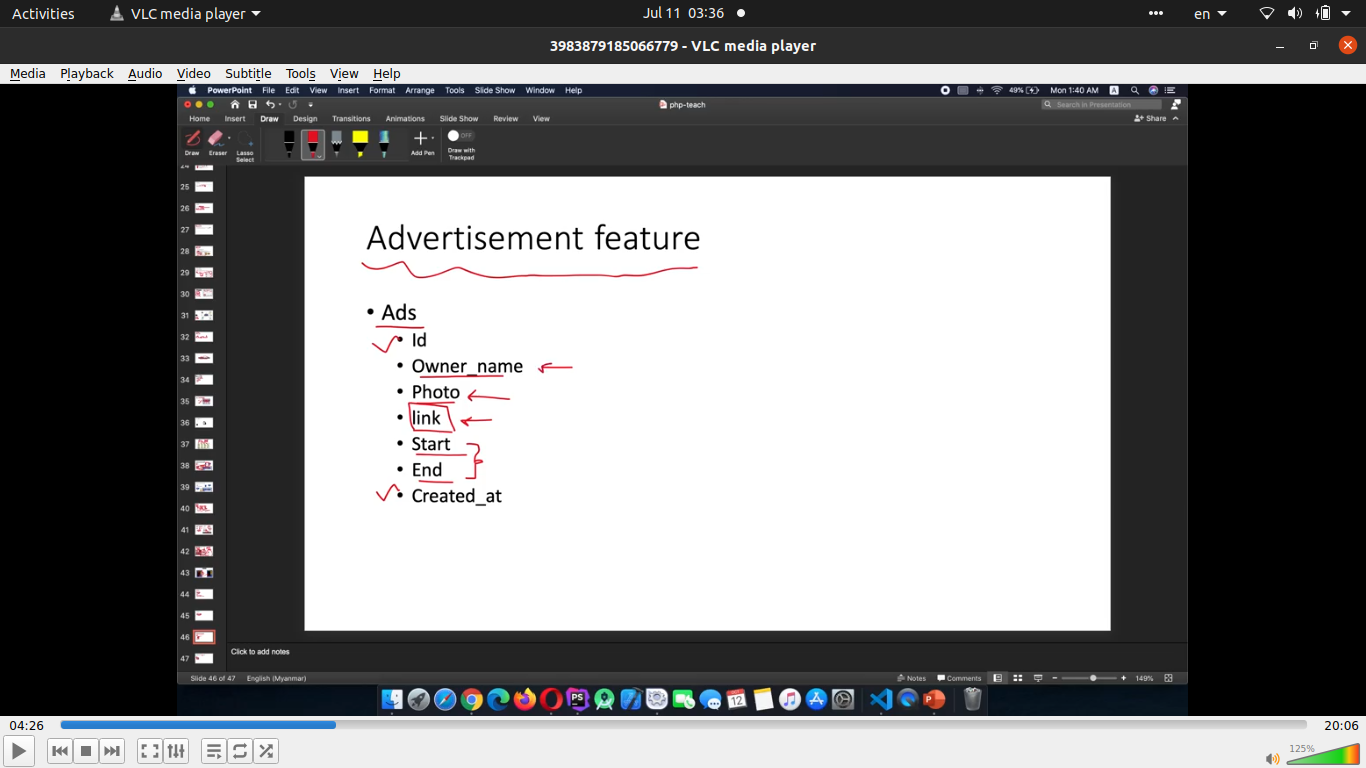 Activities VLC media player Jul 11 03:36 en
3983879185066779 - VLC media player
Media Playback Audio Video Subtitle Tools View Help
PowerPoint File Edit View Insert Format Arrange Tools Slide Show Window Help 49% Mon 1:40 AM A
php-teach Search in Presentation
Home Insert Draw Design Transitions Animations Slide Show Review View Share
Draw Eraser Lasso Select Add Pen OFF Draw with Trackpad
24
25
26
27
28
29
30
31
32
33
34
35
36
37
38
39
40
41
42
43
44
45
46
47
Advertisement feature
• Ads
• Id
• Owner_name
• Photo
• link
• Start
• End
• Created_at
Click to add notes
Slide 46 of 47 English (Myanmar) Notes Comments 149%
PS 12
04:26 20:06
125%